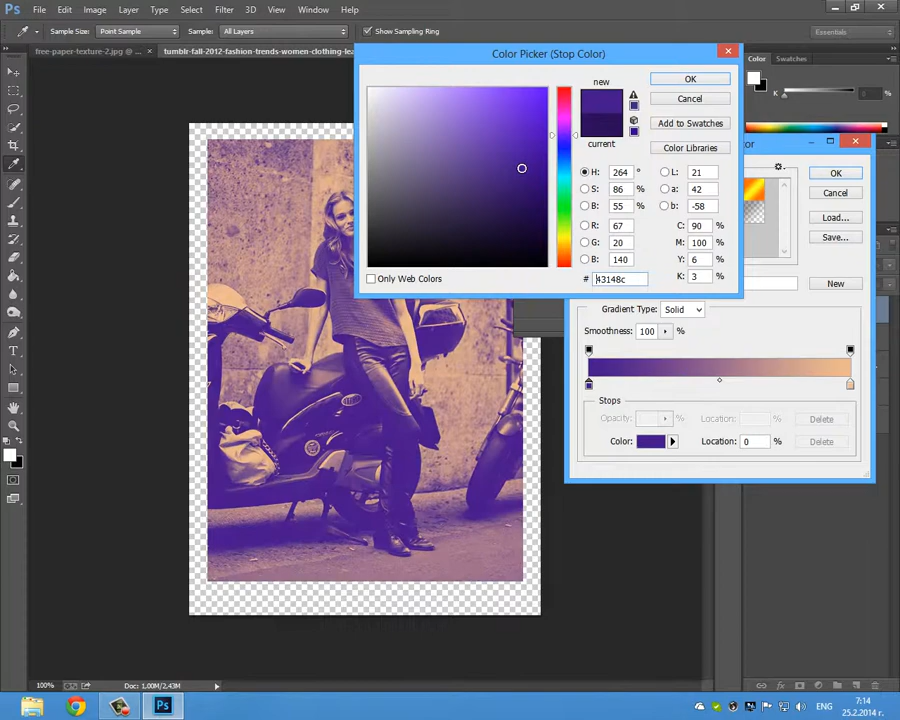 Ps File Edit Image Layer Type Select Filter 3D View Window Help
Sample Size: Point Sample Sample: All Layers Show Sampling Ring Essentials
free-paper-texture-2.jpg @ × tumblr-fall-2012-fashion-trends-women-clothing-lea
Color Picker (Stop Color)
Color Swatches
K %
new
current
OK
Cancel
Add to Swatches
Color Libraries
H: 264 °
S: 86 %
B: 55 %
R: 67
G: 20
B: 140
L: 21
a: 42
b: -58
C: 90 %
M: 100 %
Y: 6 %
K: 3 %
# 43148c
Only Web Colors
OK
Cancel
Load...
Save...
New
Gradient Type: Solid
Smoothness: 100 %
Stops
Opacity: % Location: % Delete
Color: Location: 0 % Delete
100% Doc: 1,00M/2,43M
Ps ENG 7:14
25.2.2014 г.